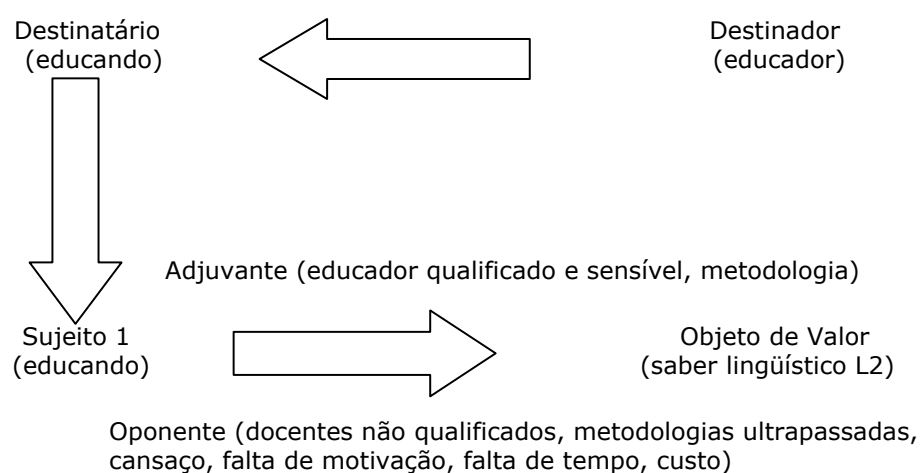 Destinatário
(educando)
Destinador
(educador)
Adjuvante (educador qualificado e sensível, metodologia)
Sujeito 1
(educando)
Objeto de Valor
(saber lingüístico L2)
Oponente (docentes não qualificados, metodologias ultrapassadas,
cansaço, falta de motivação, falta de tempo, custo)